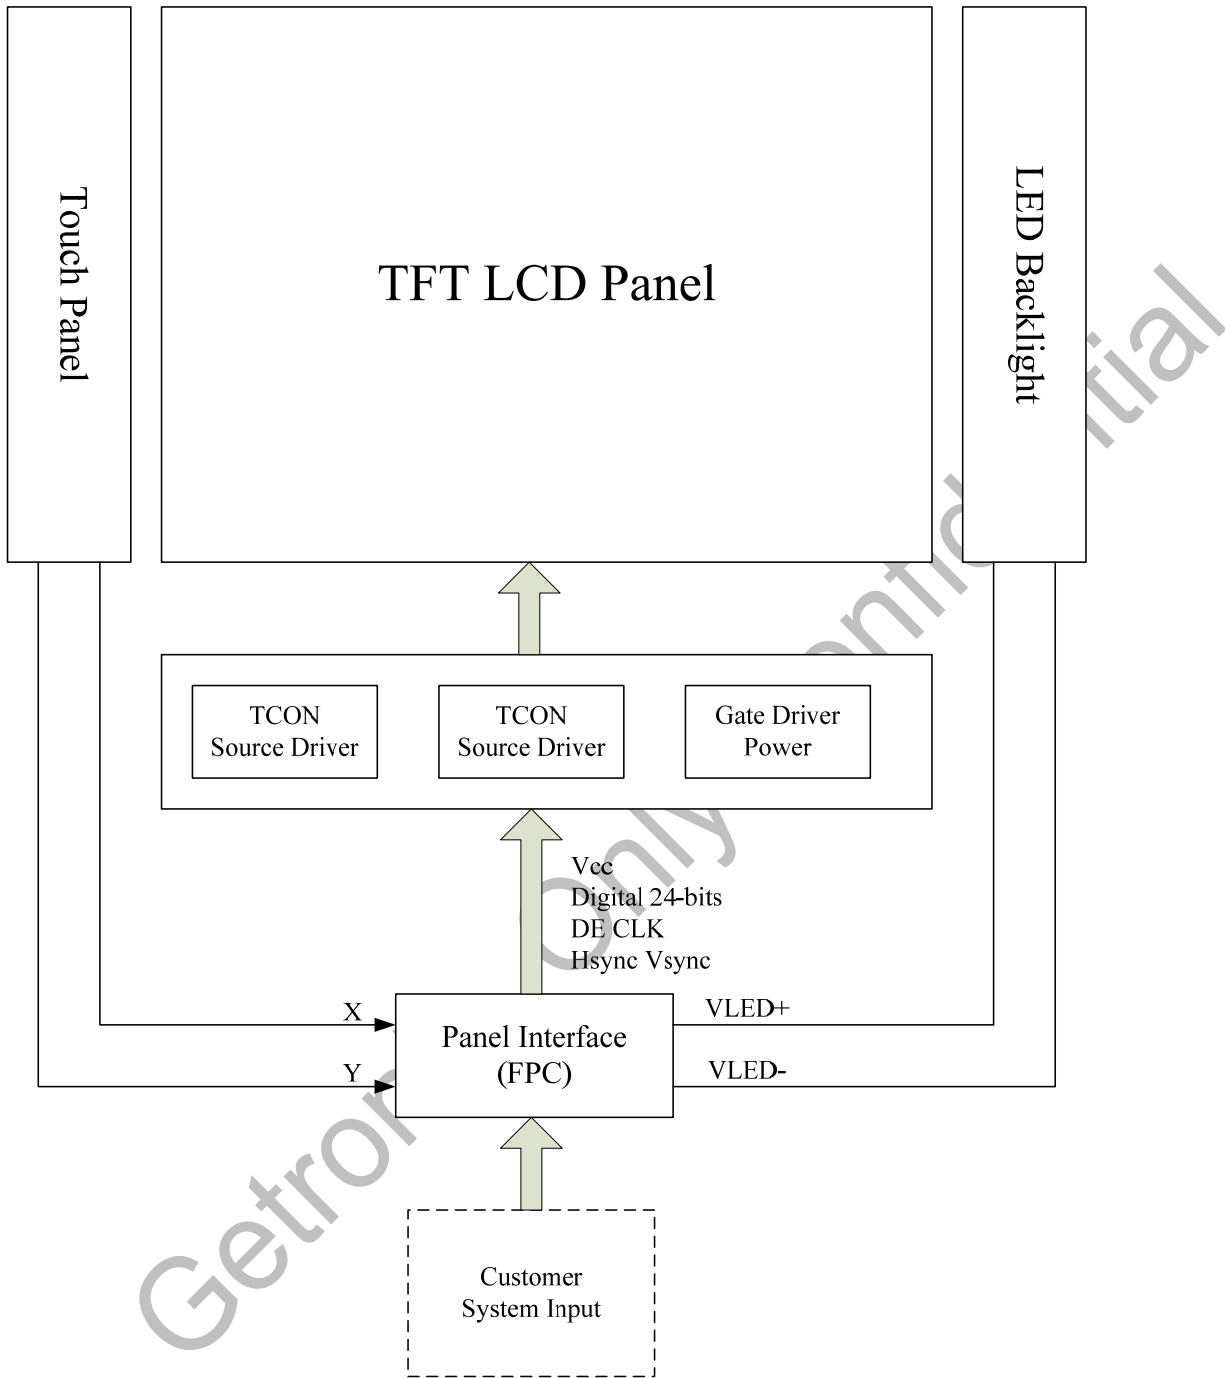 Touch Panel
TFT LCD Panel
LED Backlight
TCON
Source Driver
TCON
Source Driver
Gate Driver
Power
Vcc
Digital 24-bits
DE CLK
Hsync Vsync
X
Y
Panel Interface
(FPC)
VLED+
VLED-
Customer
System Input
Only